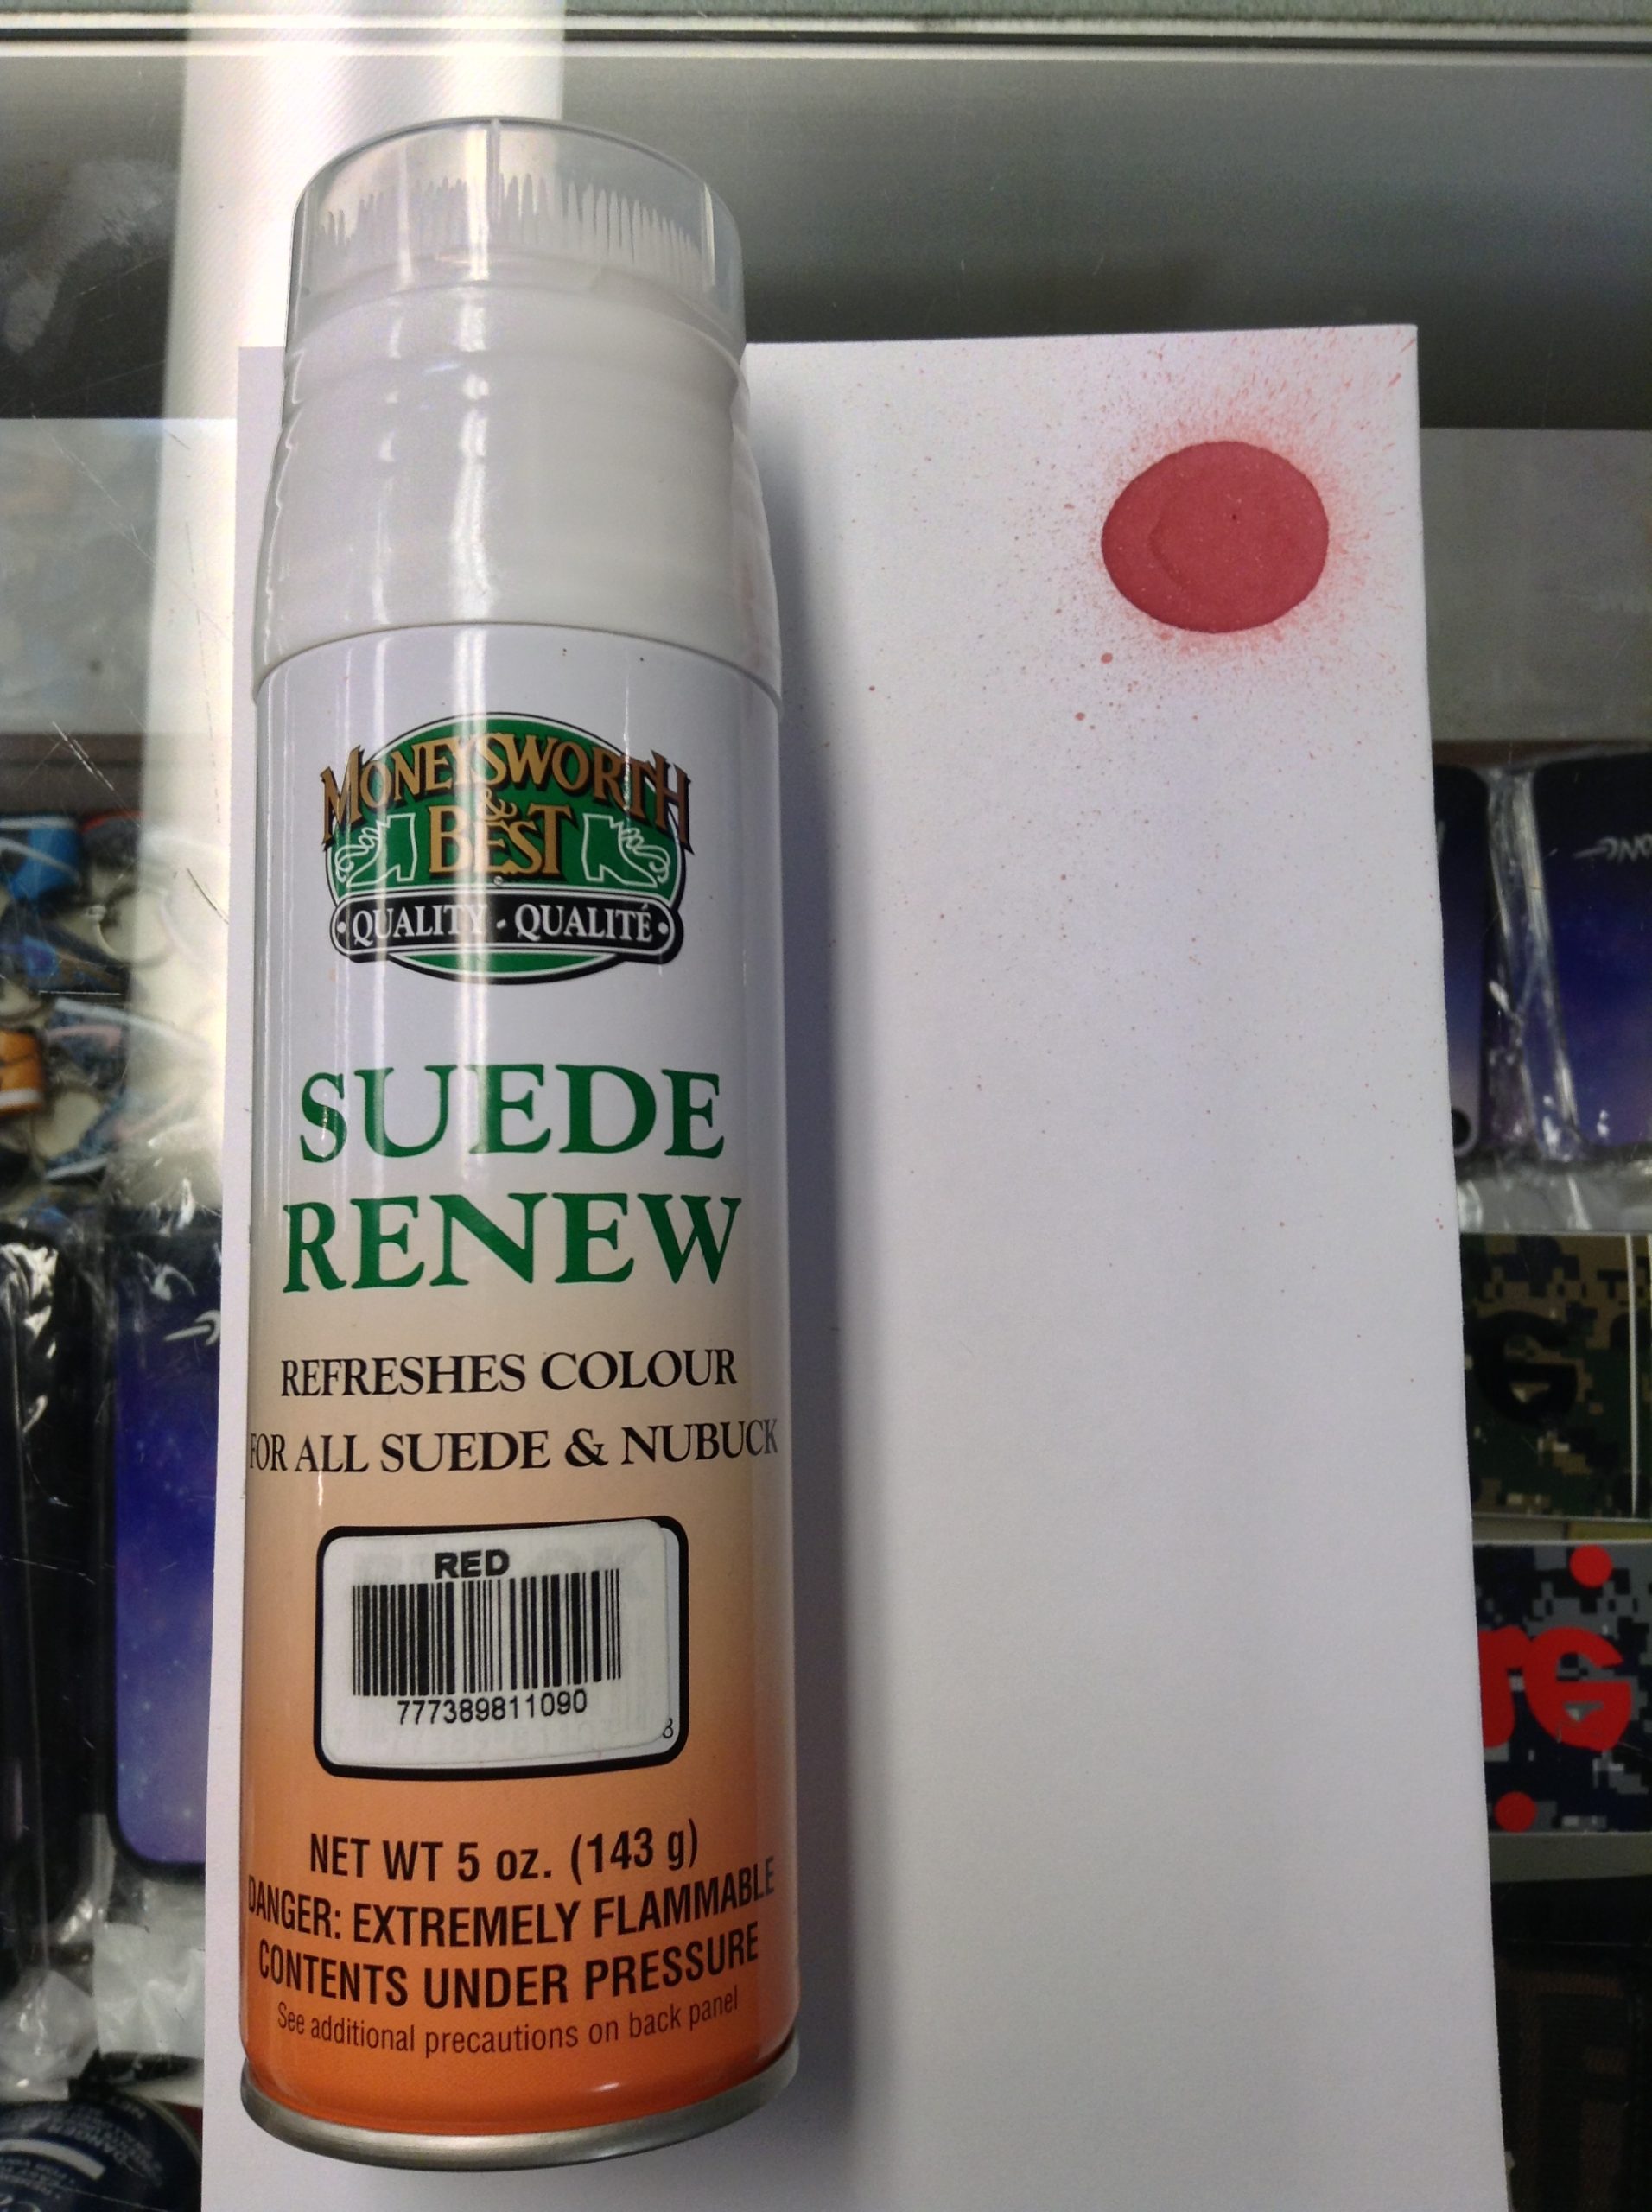 MONEYSWORTH
&
BEST
• QUALITY - QUALITÉ •
SUEDE
RENEW
REFRESHES COLOUR
FOR ALL SUEDE & NUBUCK
RED
777389811090
8
NET WT 5 oz. (143 g)
DANGER: EXTREMELY FLAMMABLE
CONTENTS UNDER PRESSURE
See additional precautions on back panel